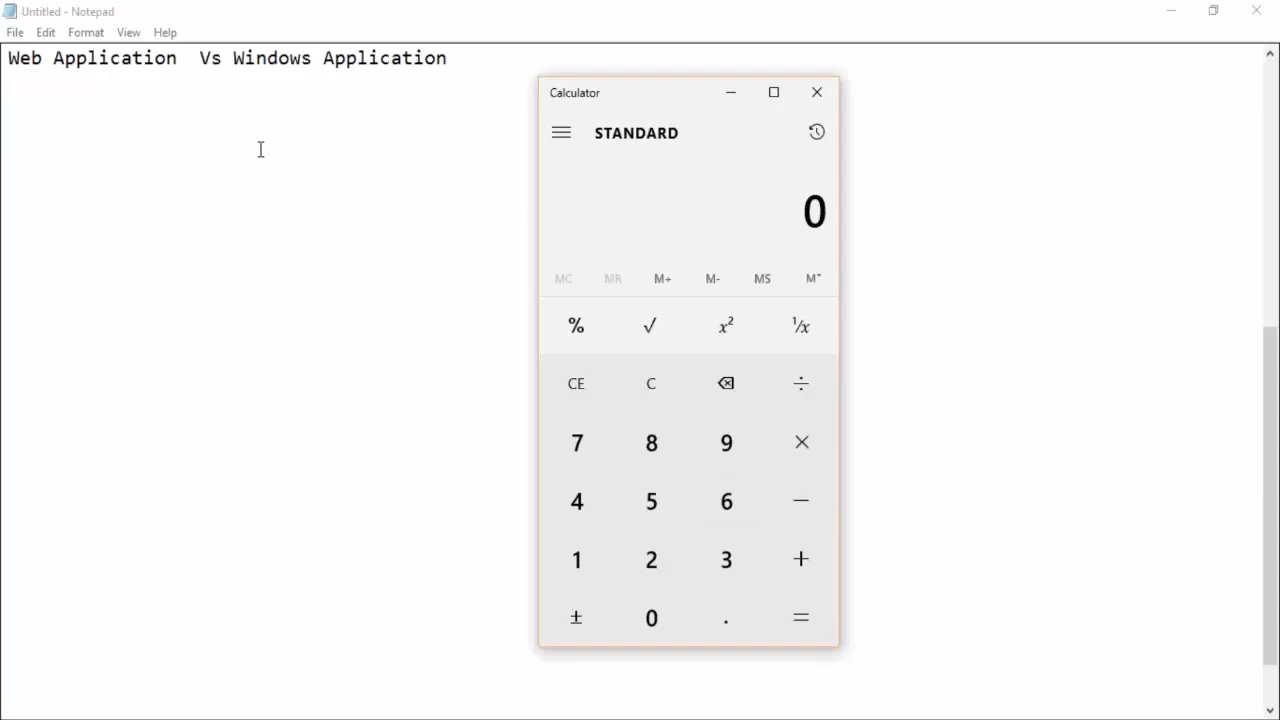 Untitled - Notepad
File Edit Format View Help
Web Application  Vs Windows Application
Calculator
STANDARD
0
MC MR M+ M- MS M˅
% √ x² ¹/x
CE C ÷
7 8 9 ×
4 5 6 −
1 2 3 +
± 0 . =